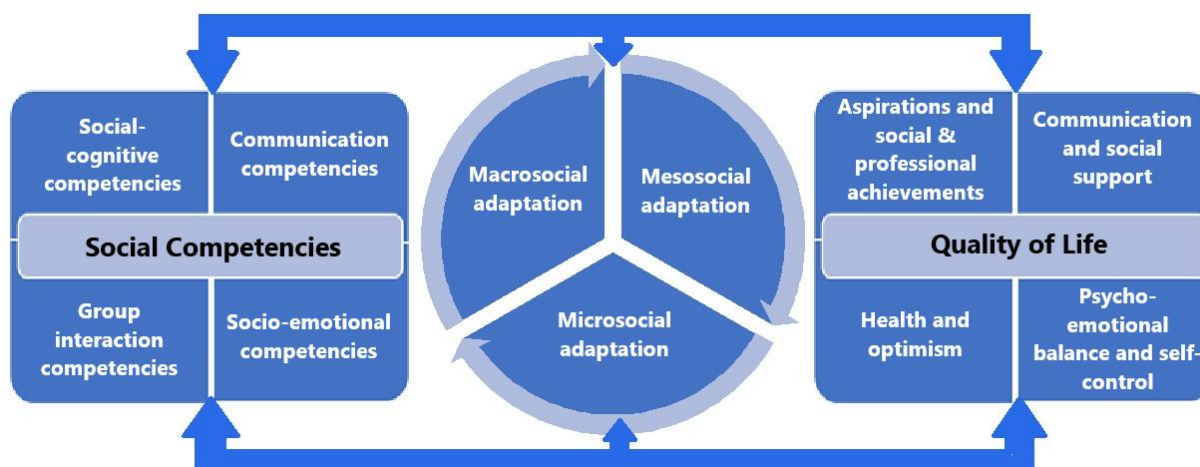 Social-
cognitive
competencies
Communication
competencies
Social Competencies
Group
interaction
competencies
Socio-emotional
competencies
Macrosocial
adaptation
Mesosocial
adaptation
Microsocial
adaptation
Aspirations and
social &
professional
achievements
Communication
and social
support
Quality of Life
Health and
optimism
Psycho-
emotional
balance and self-
control